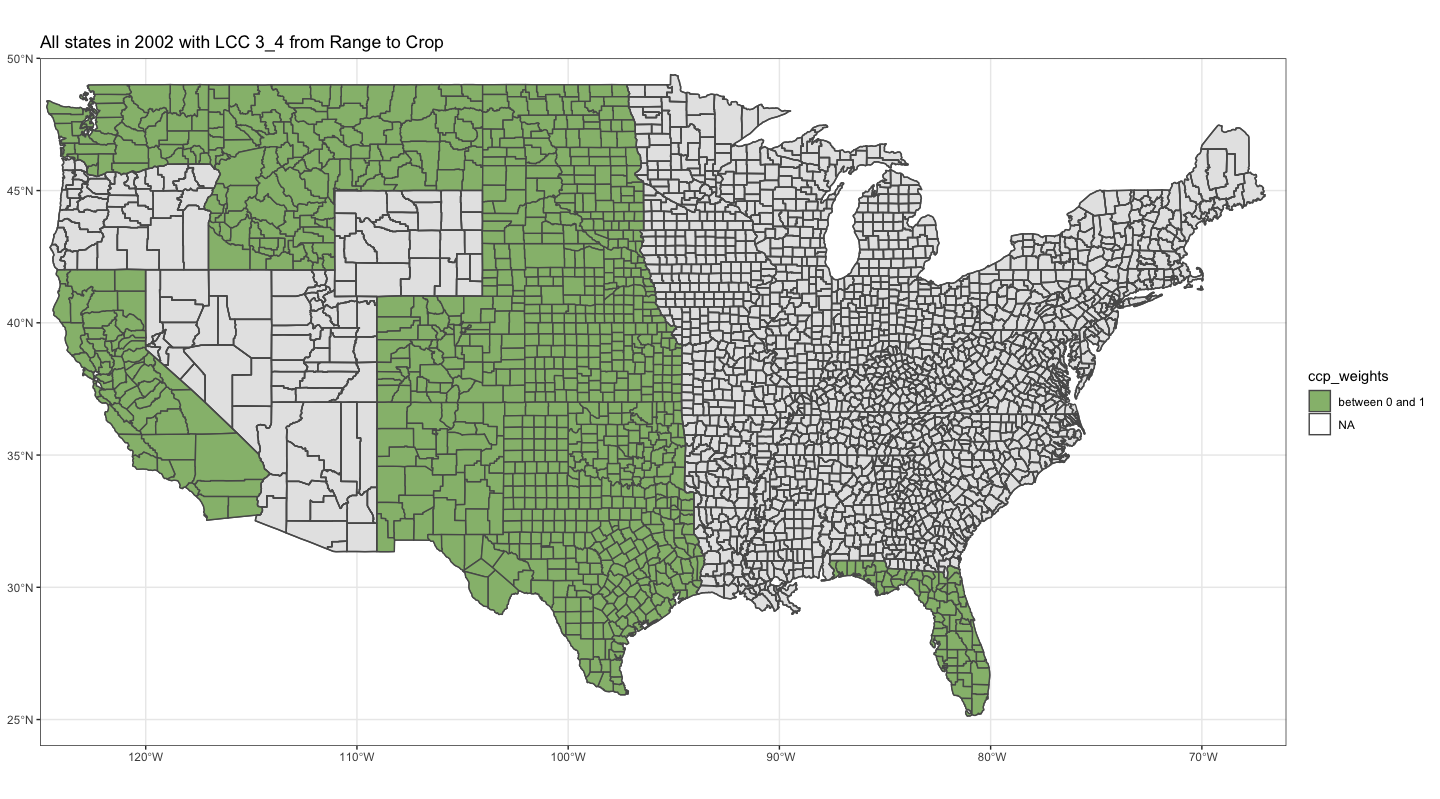 All states in 2002 with LCC 3_4 from Range to Crop
50°N
45°N
40°N
35°N
30°N
25°N
120°W
110°W
100°W
90°W
80°W
70°W
ccp_weights
between 0 and 1
NA